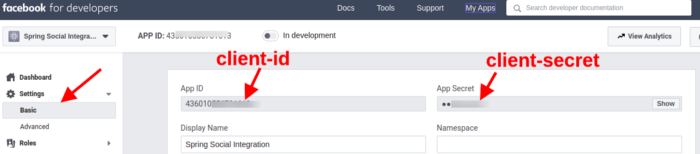 facebook for developers
Docs
Tools
Support
My Apps
Search developer documentation
Spring Social Integra...
APP ID:
In development
View Analytics
client-id
client-secret
Dashboard
Settings
Basic
Advanced
Roles
App ID
App Secret
Show
Display Name
Namespace
Spring Social Integration